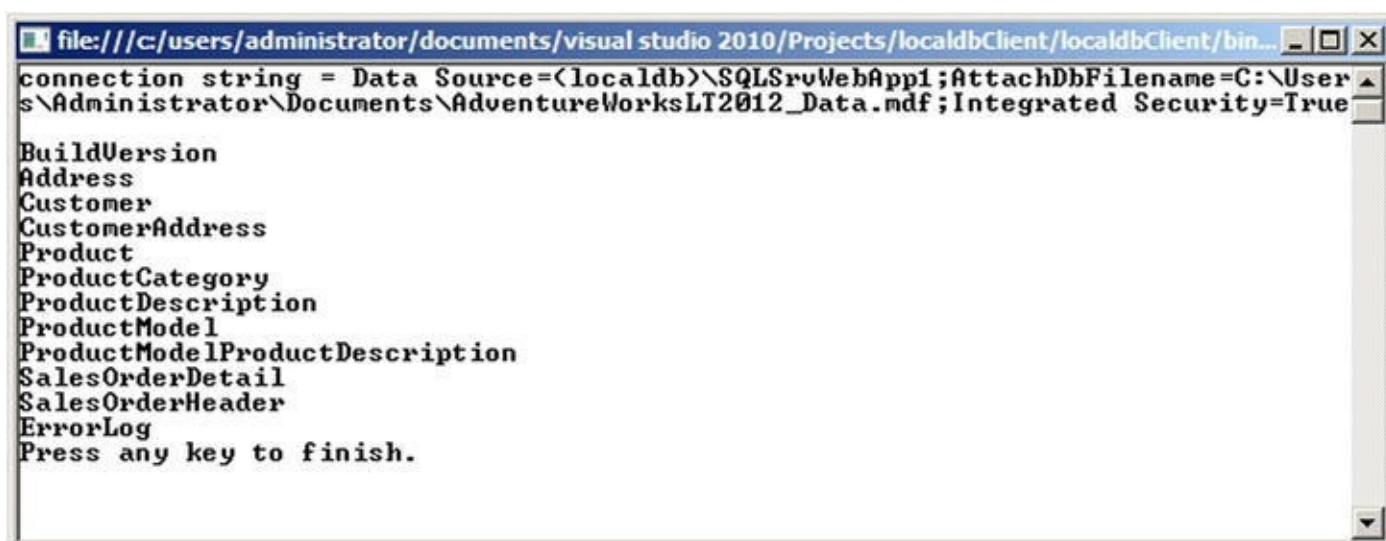 file:///c:/users/administrator/documents/visual studio 2010/Projects/localdbClient/localdbClient/bin...
connection string = Data Source=(localdb)\SQLSrvWebApp1;AttachDbFilename=C:\User
s\Administrator\Documents\AdventureWorksLT2012_Data.mdf;Integrated Security=True
BuildVersion
Address
Customer
CustomerAddress
Product
ProductCategory
ProductDescription
ProductModel
ProductModelProductDescription
SalesOrderDetail
SalesOrderHeader
ErrorLog
Press any key to finish.